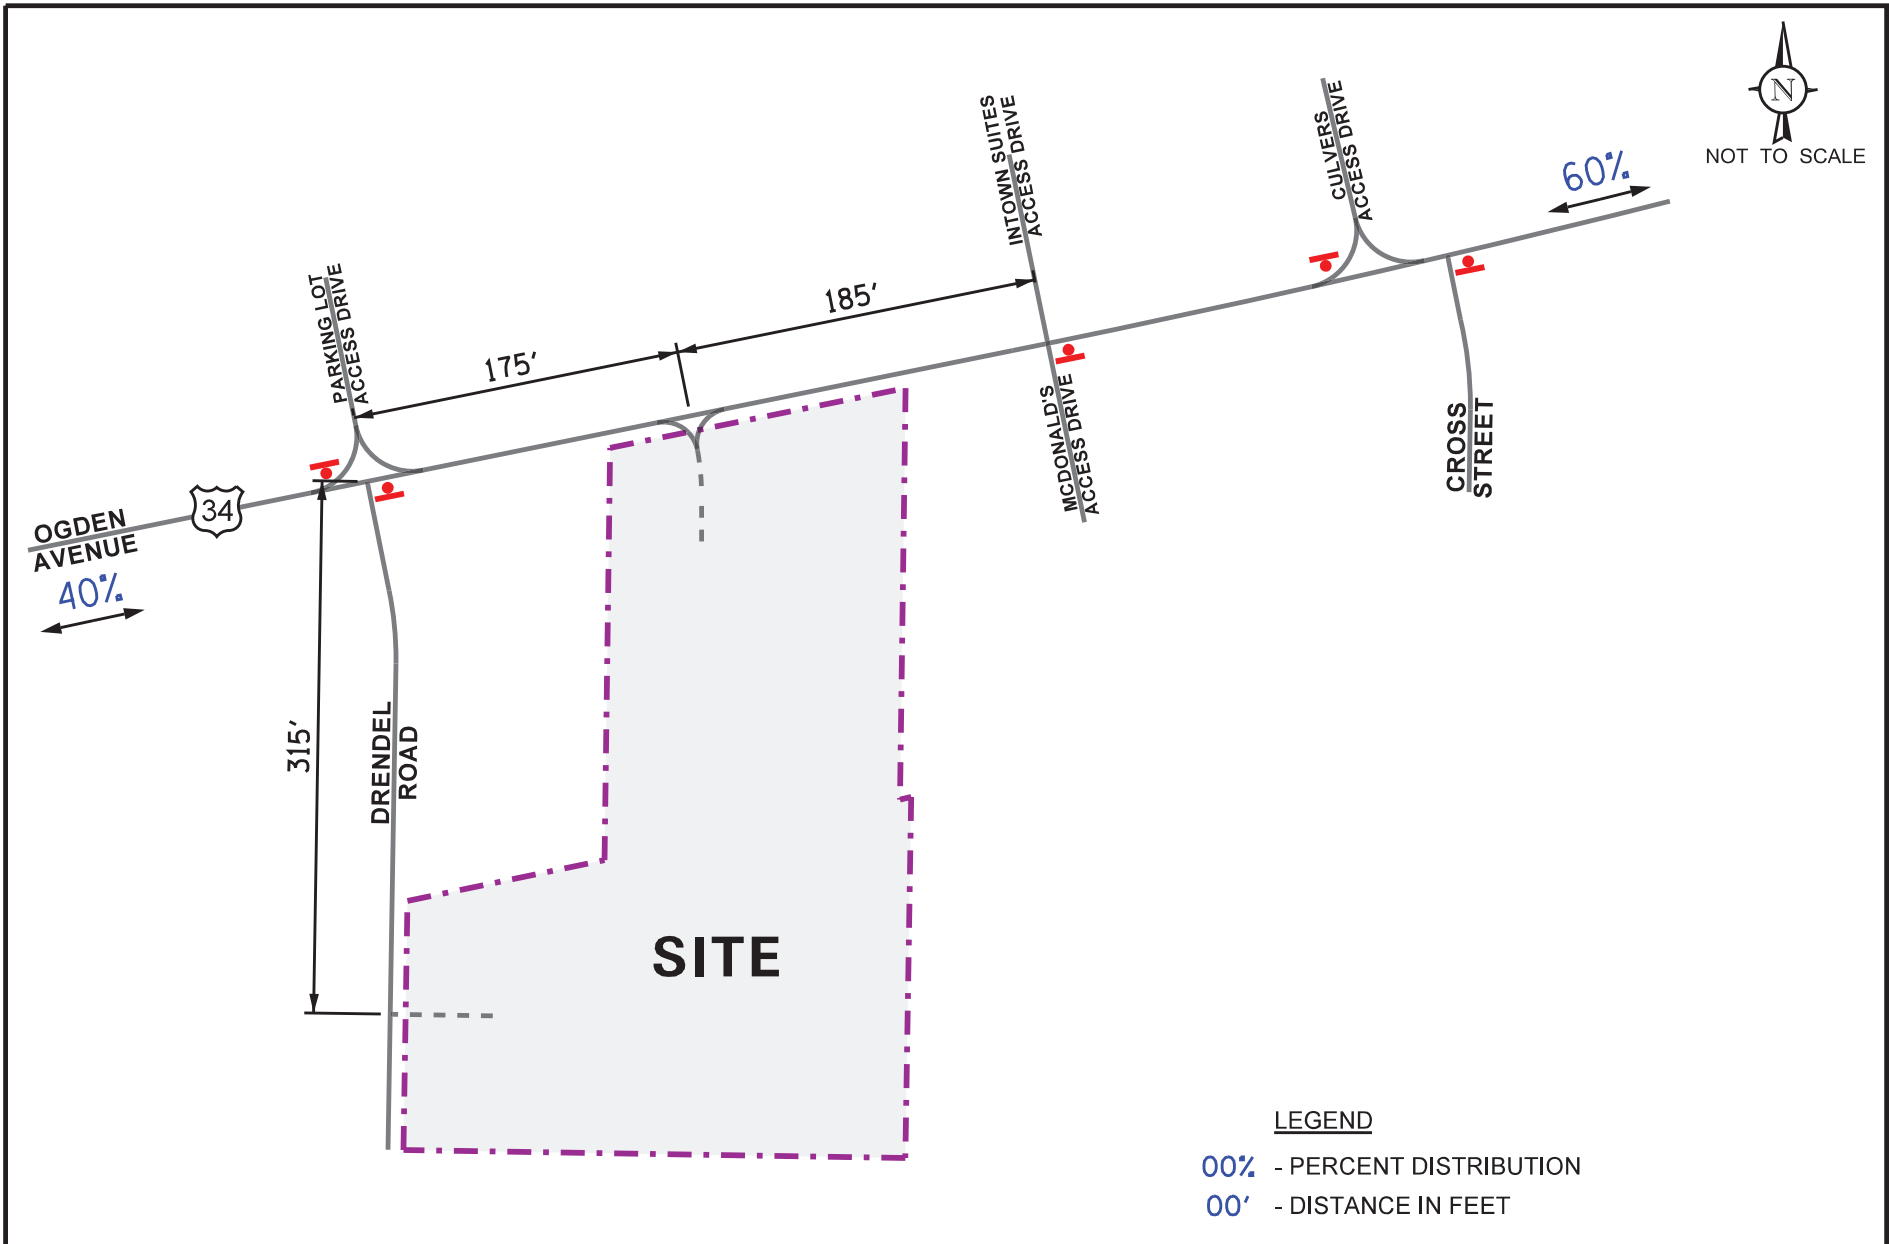 N
NOT TO SCALE
60%
CULVERS
ACCESS DRIVE
INTOWN SUITES
ACCESS DRIVE
185'
175'
PARKING LOT
ACCESS DRIVE
34
OGDEN
AVENUE
40%
MCDONALD'S
ACCESS DRIVE
CROSS
STREET
315'
DRENDEL
ROAD
SITE
LEGEND
00% - PERCENT DISTRIBUTION
00' - DISTANCE IN FEET